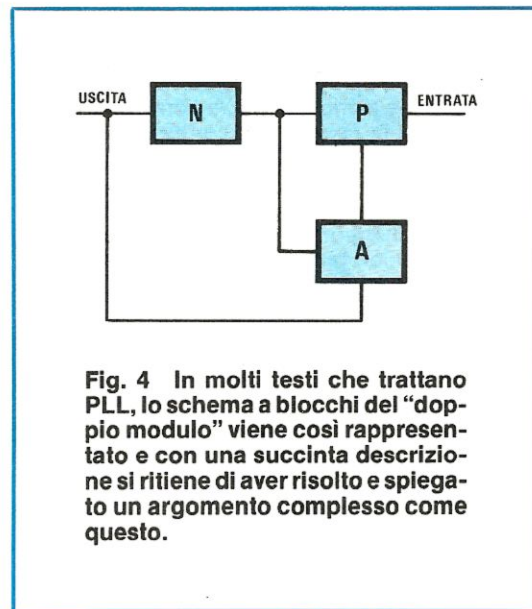 USCITA
N
P
ENTRATA
A
Fig. 4 In molti testi che trattano
PLL, lo schema a blocchi del “dop-
pio modulo” viene così rappresen-
tato e con una succinta descrizio-
ne si ritiene di aver risolto e spiega-
to un argomento complesso come
questo.